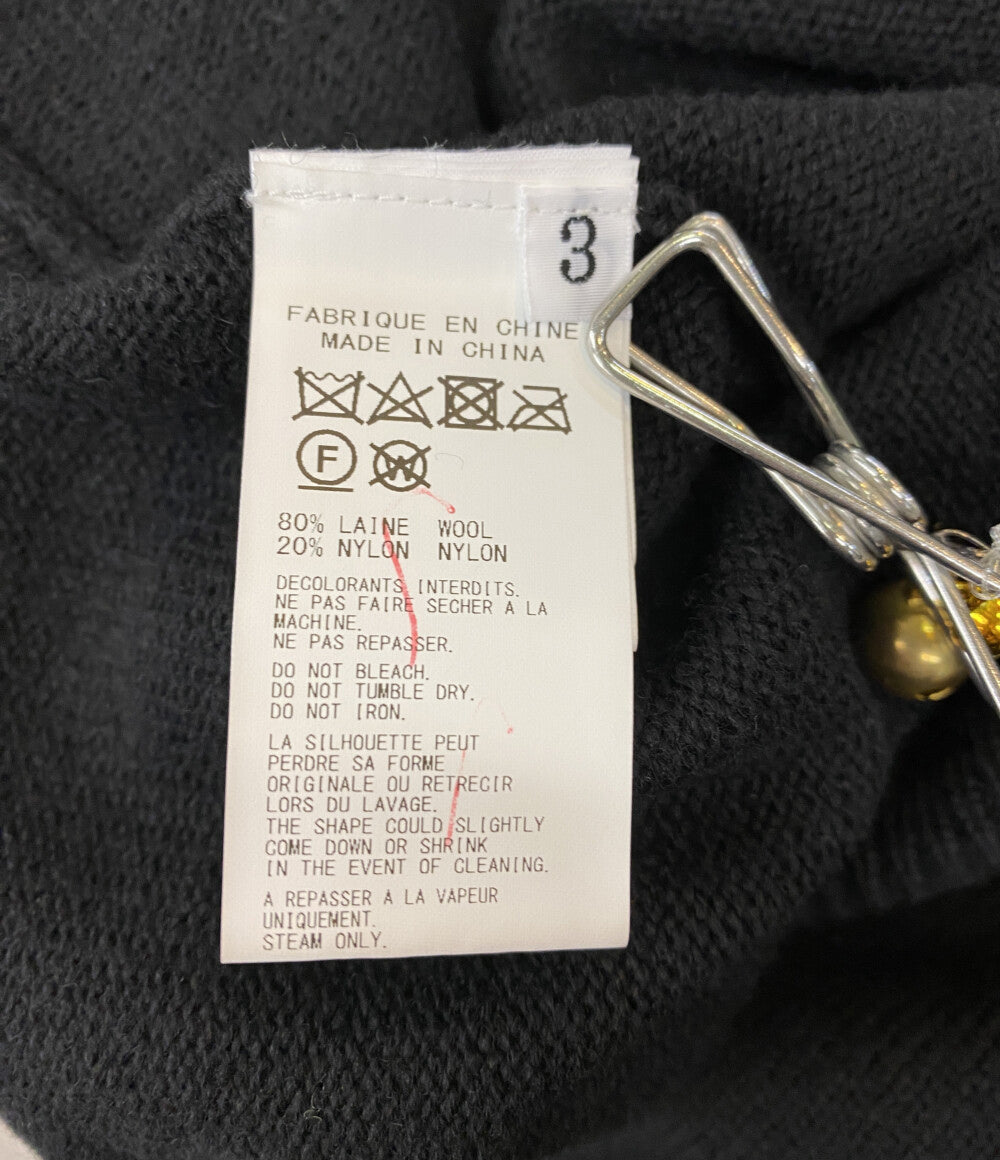 3
FABRIQUE EN CHINE
MADE IN CHINA
F W
80% LAINE WOOL
20% NYLON NYLON
DECOLORANTS INTERDITS.
NE PAS FAIRE SECHER A LA
MACHINE.
NE PAS REPASSER.
DO NOT BLEACH.
DO NOT TUMBLE DRY.
DO NOT IRON.
LA SILHOUETTE PEUT
PERDRE SA FORME
ORIGINALE OU RETRECIR
LORS DU LAVAGE.
THE SHAPE COULD SLIGHTLY
COME DOWN OR SHRINK
IN THE EVENT OF CLEANING.
A REPASSER A LA VAPEUR
UNIQUEMENT.
STEAM ONLY.